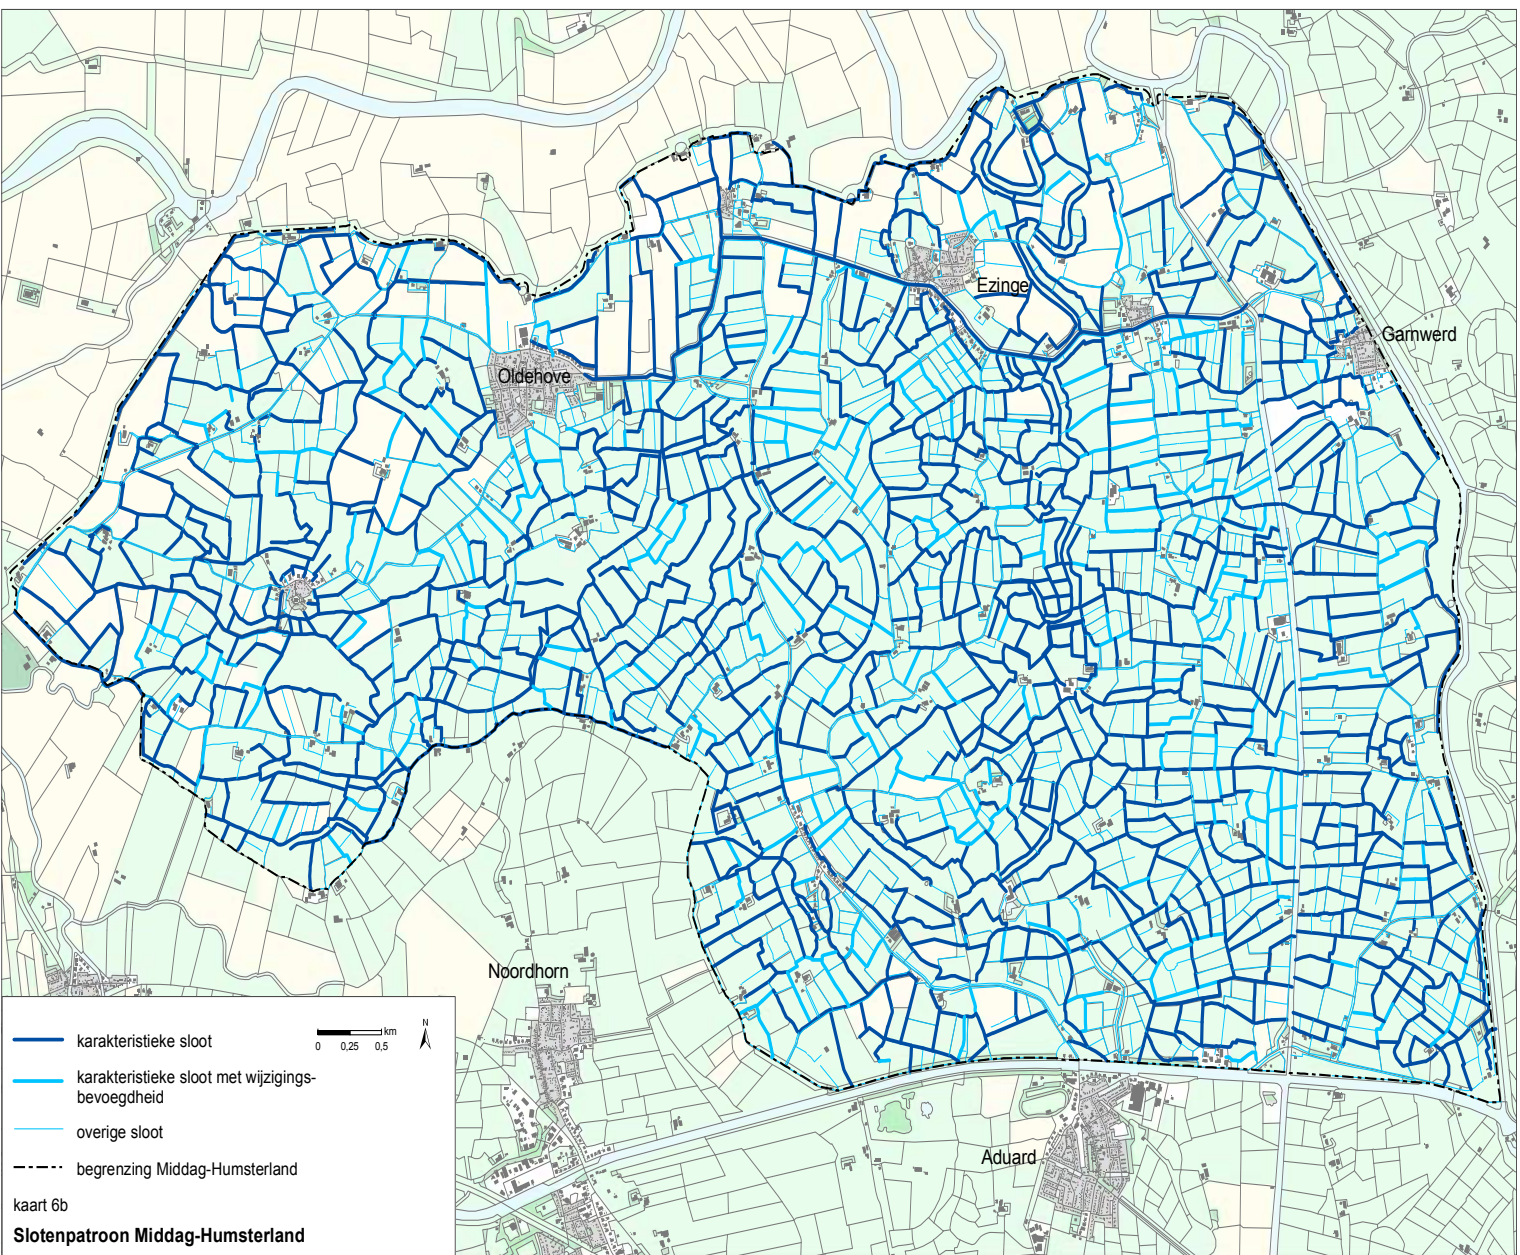 Ezinge
Garnwerd
Oldehove
Noordhorn
Aduard
karakteristieke sloot
km
0 0,25 0,5
N
karakteristieke sloot met wijzigings-
bevoegdheid
overige sloot
begrenzing Middag-Humsterland
kaart 6b
Slotenpatroon Middag-Humsterland